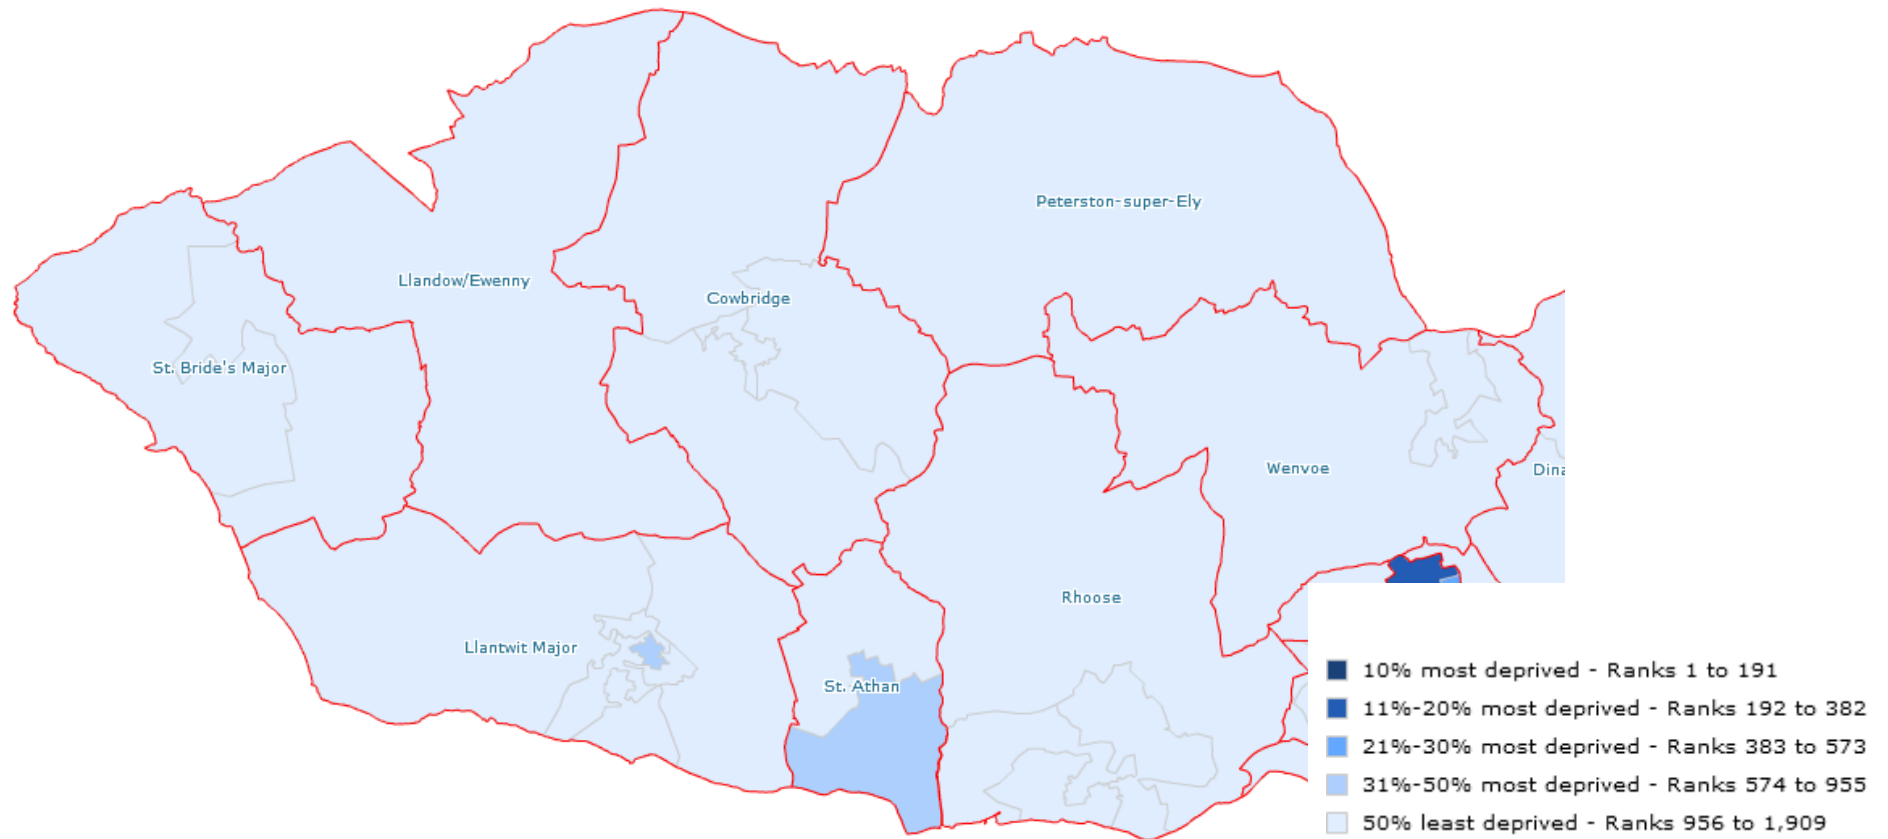 Peterston-super-Ely
Llandow/Ewenny
Cowbridge
St. Bride's Major
Wenvoe
Dina
Rhoose
Llantwit Major
St. Athan
10% most deprived - Ranks 1 to 191
11%-20% most deprived - Ranks 192 to 382
21%-30% most deprived - Ranks 383 to 573
31%-50% most deprived - Ranks 574 to 955
50% least deprived - Ranks 956 to 1,909